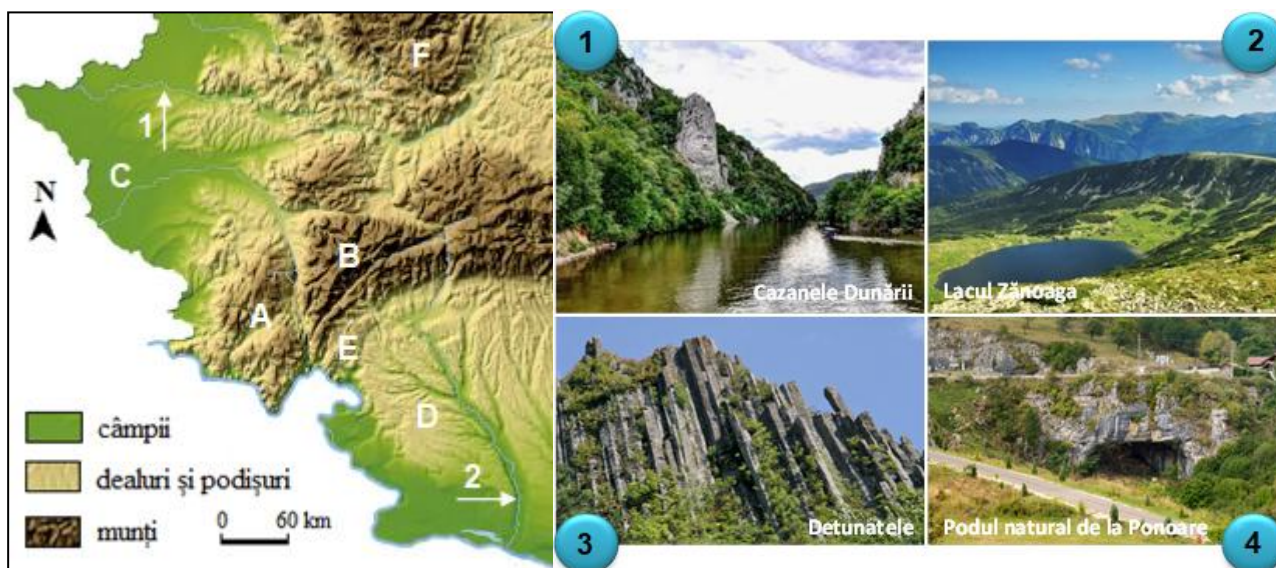 F
1
C
N
B
A
E
D
2
câmpii
dealuri și podișuri
munți
0 60 km
1
Cazanele Dunării
2
Lacul Zănoaga
3
Detunatele
4
Podul natural de la Ponoare